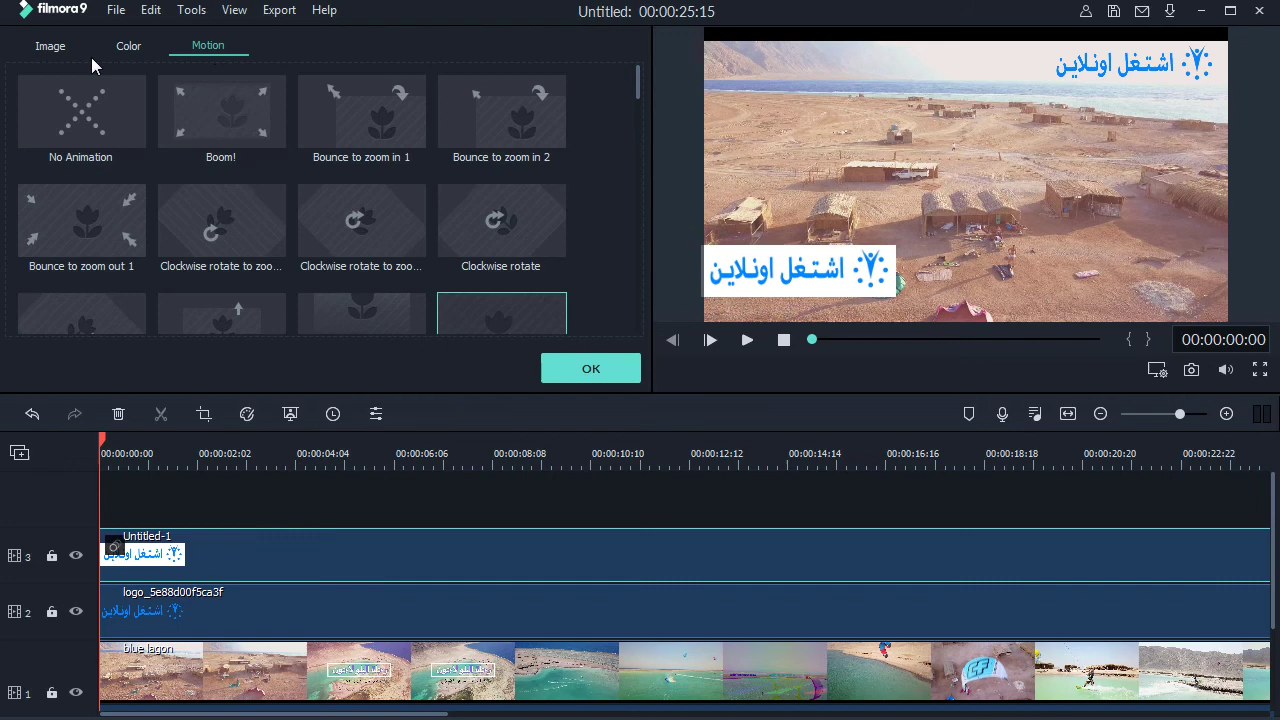 filmora9 File Edit Tools View Export Help Untitled: 00:00:25:15
Image Color Motion
No Animation Boom! Bounce to zoom in 1 Bounce to zoom in 2
Bounce to zoom out 1 Clockwise rotate to zoo... Clockwise rotate to zoo... Clockwise rotate
OK
اشتغل اونلاين
اشتغل اونلاين
{ } 00:00:00:00
00:00:00:00 00:00:02:02 00:00:04:04 00:00:06:06 00:00:08:08 00:00:10:10 00:00:12:12 00:00:14:14 00:00:16:16 00:00:18:18 00:00:20:20 00:00:22:22
3 Untitled-1
اشتغل اونلاين
2 logo_5e88d00f5ca3f
اشتغل اونلاين
1 blue lagon